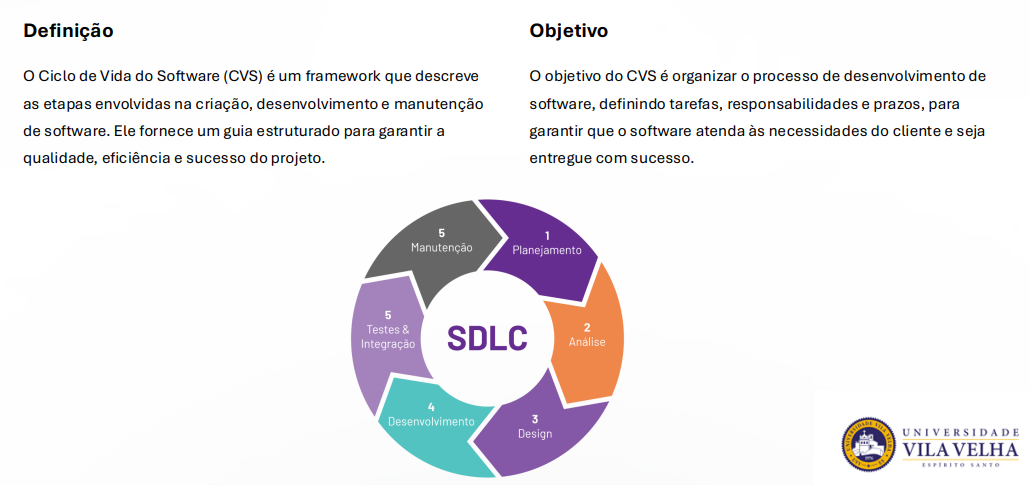 Definição
O Ciclo de Vida do Software (CVS) é um framework que descreve
as etapas envolvidas na criação, desenvolvimento e manutenção
de software. Ele fornece um guia estruturado para garantir a
qualidade, eficiência e sucesso do projeto.
Objetivo
O objetivo do CVS é organizar o processo de desenvolvimento de
software, definindo tarefas, responsabilidades e prazos, para
garantir que o software atenda às necessidades do cliente e seja
entregue com sucesso.
SDLC
1
Planejamento
2
Análise
3
Design
4
Desenvolvimento
5
Testes &
Integração
5
Manutenção
UNIVERSIDADE
VILA VELHA
ESPÍRITO SANTO